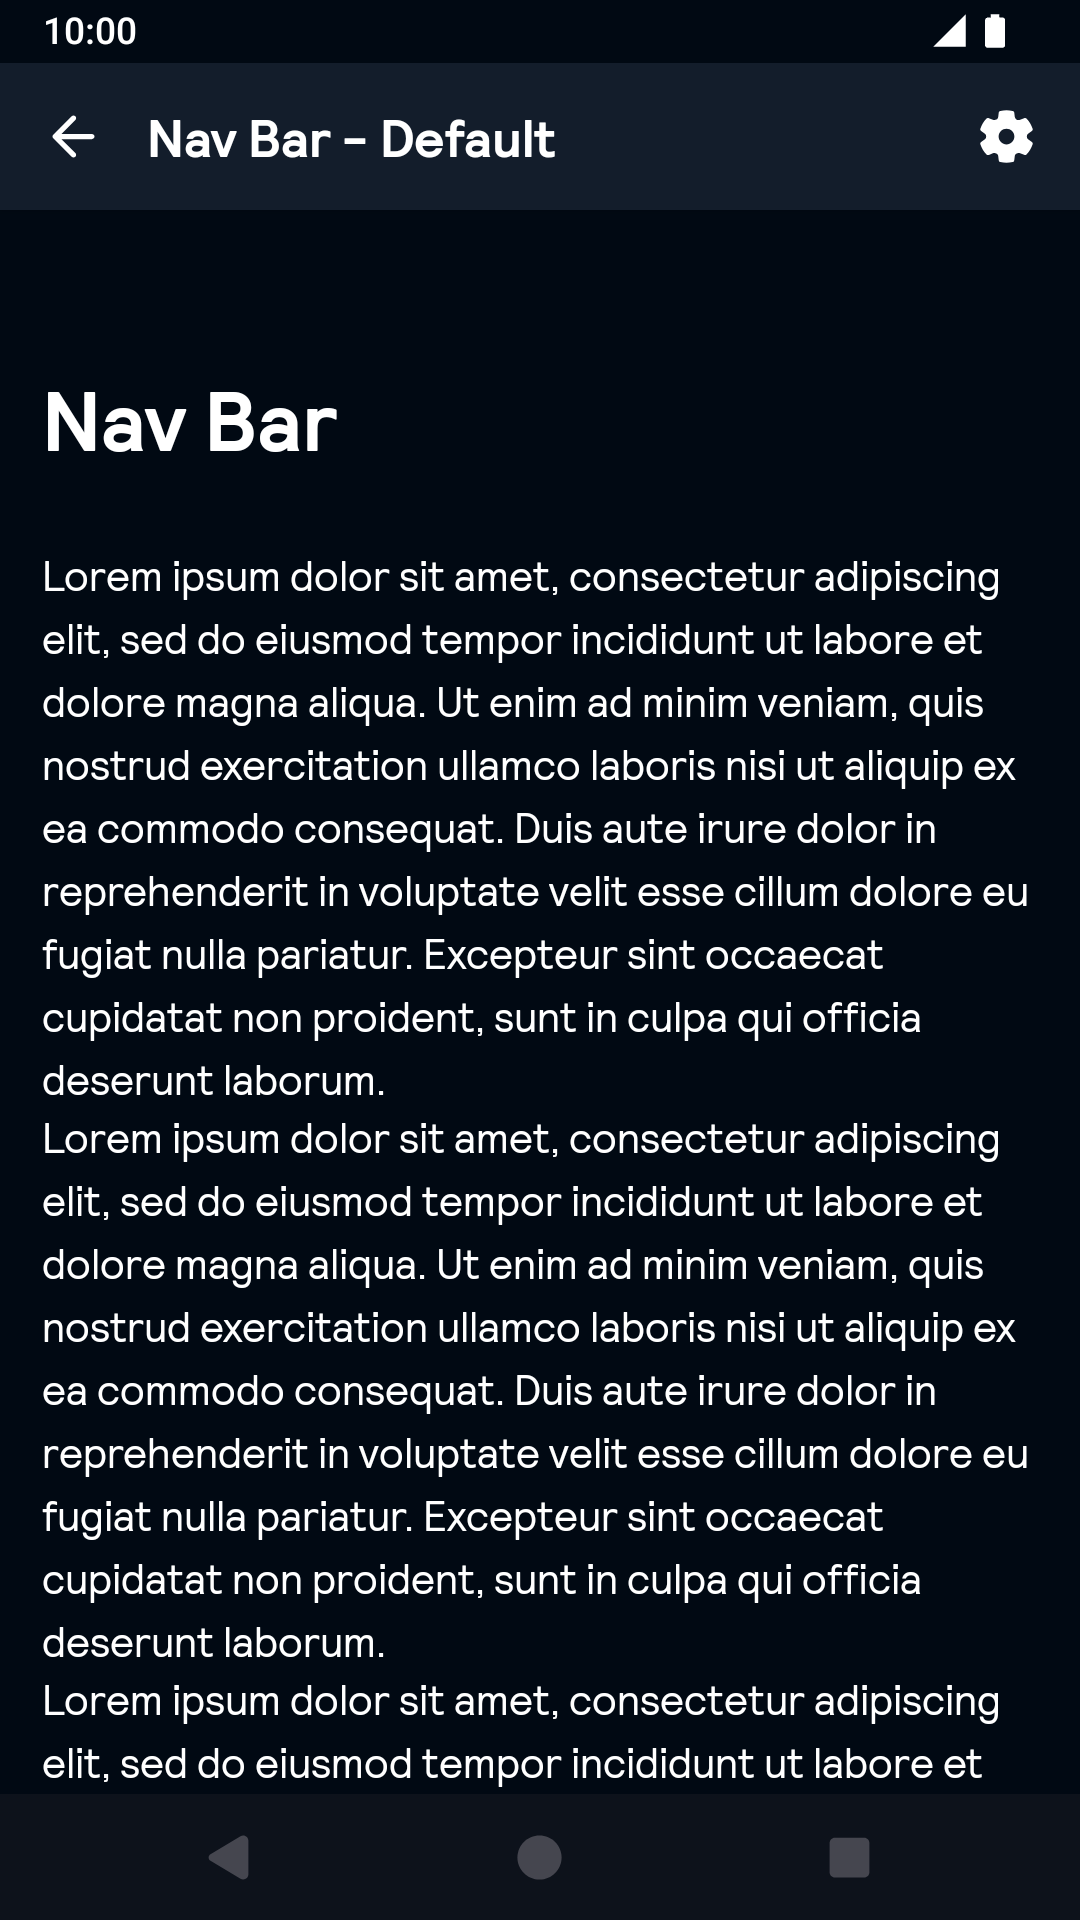 10:00
Nav Bar - Default
Nav Bar
Lorem ipsum dolor sit amet, consectetur adipiscing
elit, sed do eiusmod tempor incididunt ut labore et
dolore magna aliqua. Ut enim ad minim veniam, quis
nostrud exercitation ullamco laboris nisi ut aliquip ex
ea commodo consequat. Duis aute irure dolor in
reprehenderit in voluptate velit esse cillum dolore eu
fugiat nulla pariatur. Excepteur sint occaecat
cupidatat non proident, sunt in culpa qui officia
deserunt laborum.
Lorem ipsum dolor sit amet, consectetur adipiscing
elit, sed do eiusmod tempor incididunt ut labore et
dolore magna aliqua. Ut enim ad minim veniam, quis
nostrud exercitation ullamco laboris nisi ut aliquip ex
ea commodo consequat. Duis aute irure dolor in
reprehenderit in voluptate velit esse cillum dolore eu
fugiat nulla pariatur. Excepteur sint occaecat
cupidatat non proident, sunt in culpa qui officia
deserunt laborum.
Lorem ipsum dolor sit amet, consectetur adipiscing
elit, sed do eiusmod tempor incididunt ut labore et